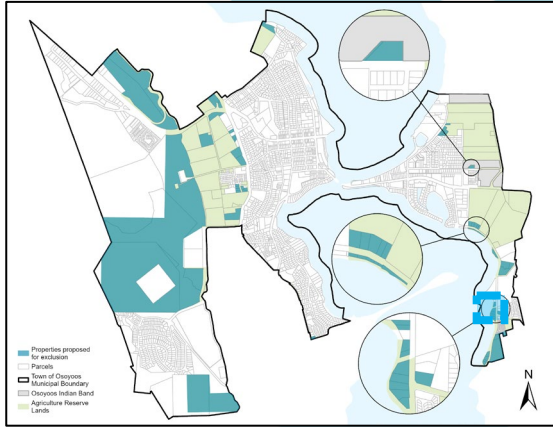 N
Properties proposed
for exclusion
Parcels
Town of Osoyoos
Municipal Boundary
Osoyoos Indian Band
Agriculture Reserve
Lands